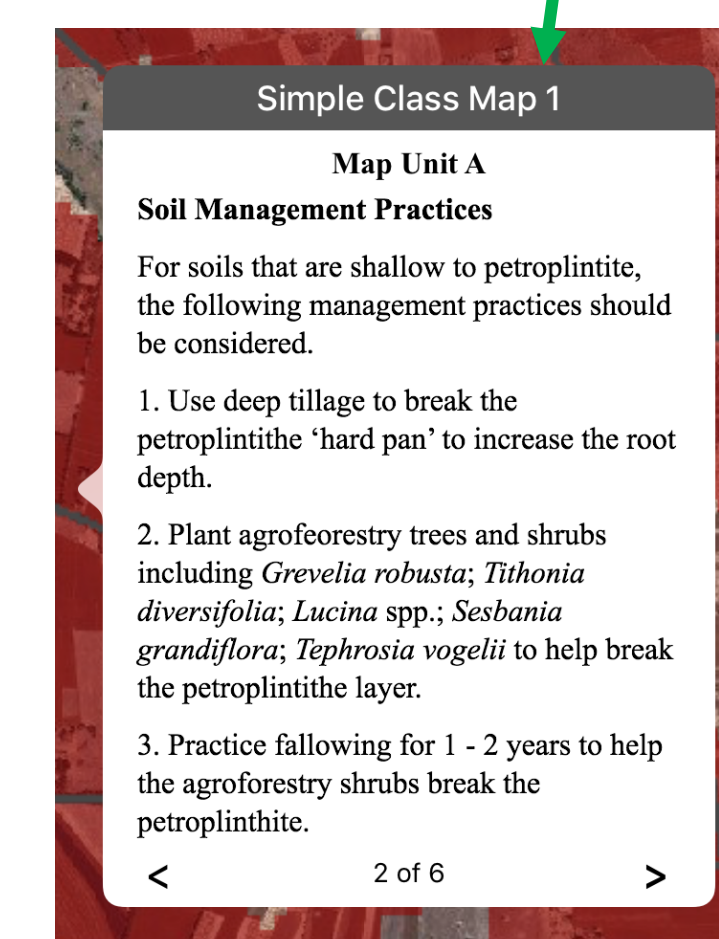 Simple Class Map 1
Map Unit A
Soil Management Practices
For soils that are shallow to petroplintite,
the following management practices should
be considered.
1. Use deep tillage to break the
petroplintithe ‘hard pan’ to increase the root
depth.
2. Plant agrofeorestry trees and shrubs
including Grevelia robusta; Tithonia
diversifolia; Lucina spp.; Sesbania
grandiflora; Tephrosia vogelii to help break
the petroplintithe layer.
3. Practice fallowing for 1 - 2 years to help
the agroforestry shrubs break the
petroplinthite.
< 2 of 6 >